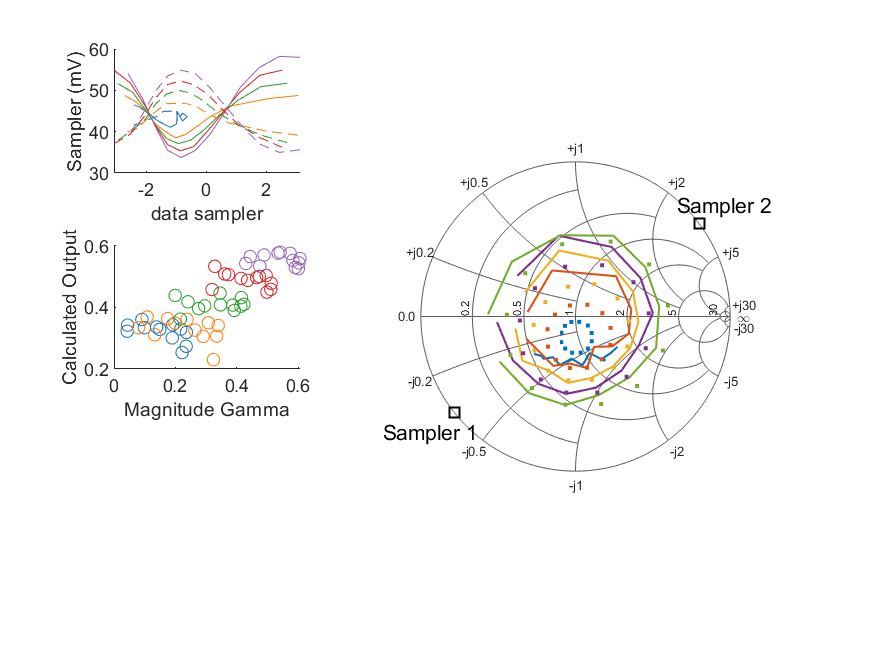 60
50
40
30
Sampler (mV)
-2 0 2
data sampler
0.6
0.4
0.2
Calculated Output
0 0.2 0.4 0.6
Magnitude Gamma
+j1
+j0.5
+j2
Sampler 2
+j0.2
+j5
0.0
0.2
0.5
1
2
5
30
+j30
∞
-j30
-j0.2
-j5
Sampler 1
-j0.5
-j2
-j1